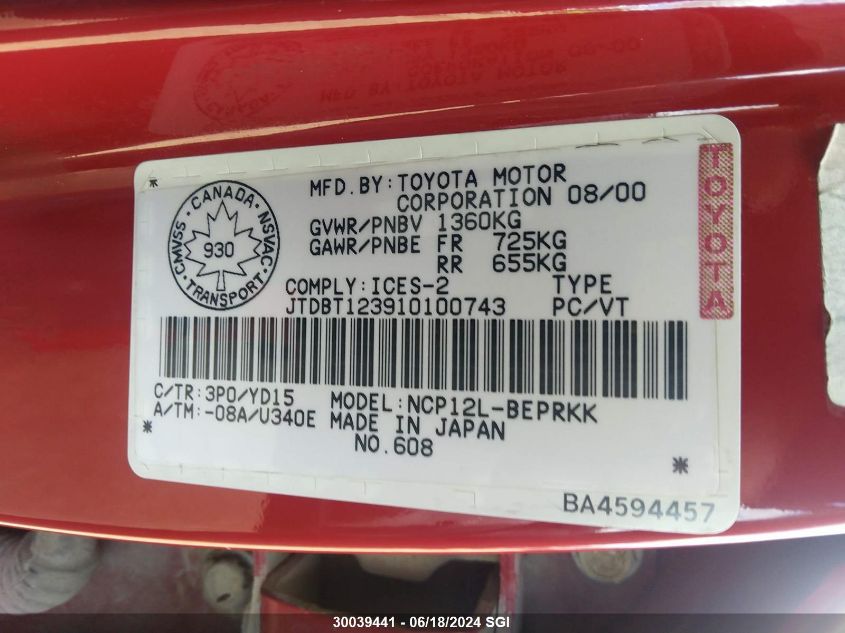 MFD.BY:TOYOTA MOTOR
CORPORATION 08/00
GVWR/PNBV 1360KG
GAWR/PNBE FR 725KG
RR 655KG
COMPLY:ICES-2 TYPE
JTDBT123910100743 PC/VT
CMVSS · CANADA · NSVAC
930
· TRANSPORT ·
TOYOTA
C/TR:3P0/YD15 MODEL:NCP12L-BEPRKK
A/TM:-08A/U340E MADE IN JAPAN
NO.608
BA4594457
30039441 - 06/18/2024 SGI